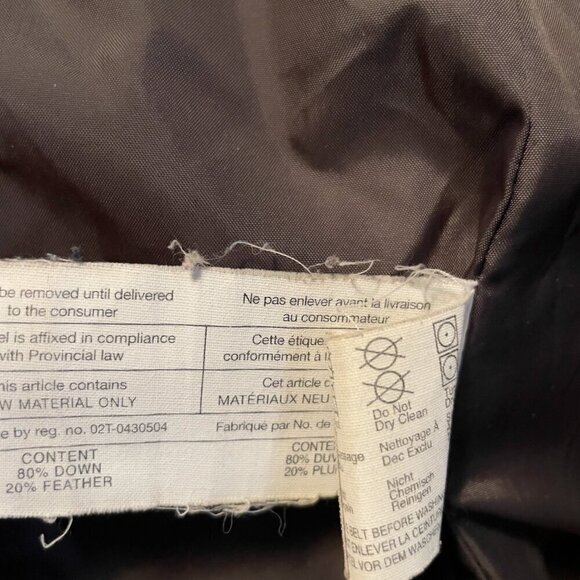 be removed until delivered
to the consumer
Ne pas enlever avant la livraison
au consommateur
el is affixed in compliance
with Provincial law
Cette étique
conformément à l
his article contains
W MATERIAL ONLY
Cet article c
MATÉRIAUX NEU
e by reg. no. 02T-0430504
Fabriqué par No. de
CONTENT
80% DOWN
20% FEATHER
CONTE
80% DUV
20% PLU
Do Not
Dry Clean
Nettoyage À
Dec Exclu
Nicht
Chemisch
Reinigen
BELT BEFORE WASHIN
ENLEVER LA CEINTU
EL VOR DEM WASCH